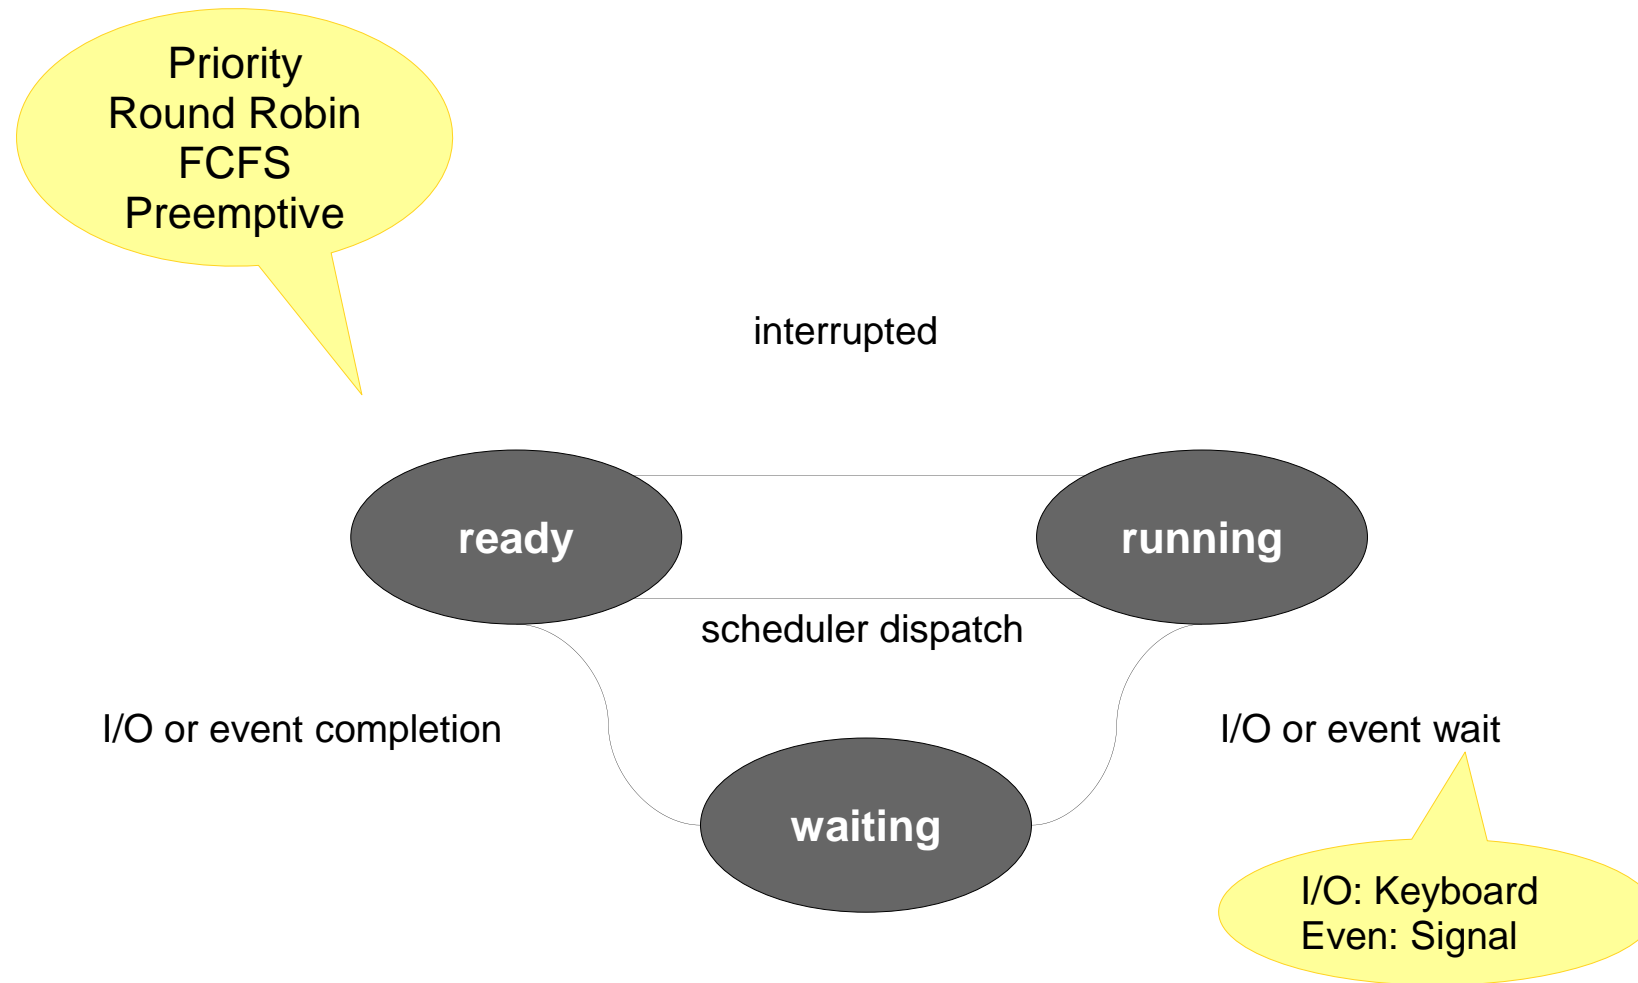 Priority
Round Robin
FCFS
Preemptive
interrupted
ready
running
scheduler dispatch
I/O or event completion
I/O or event wait
waiting
I/O: Keyboard
Even: Signal